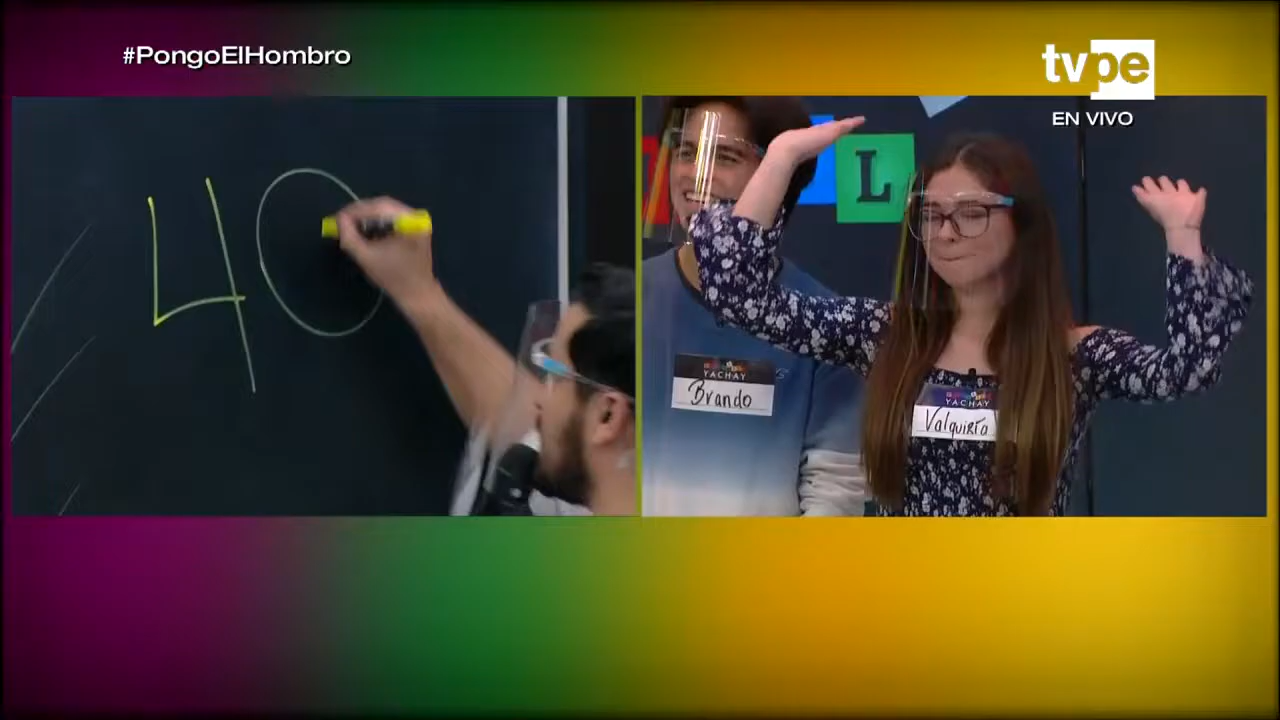 #PongoElHombro
tvpe
EN VIVO
40
L
YACHAY
Brando
YACHAY
Valquiria